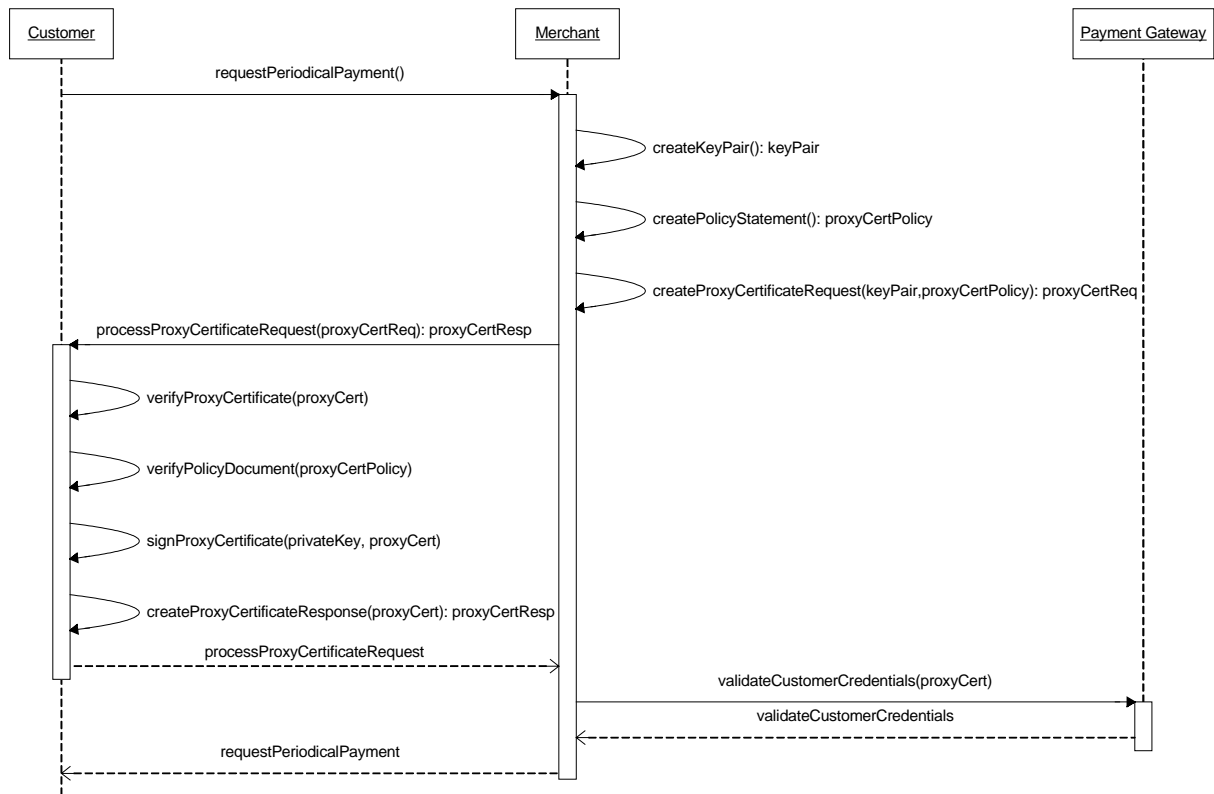 Customer
Merchant
Payment Gateway
requestPeriodicalPayment()
createKeyPair(): keyPair
createPolicyStatement(): proxyCertPolicy
createProxyCertificateRequest(keyPair,proxyCertPolicy): proxyCertReq
processProxyCertificateRequest(proxyCertReq): proxyCertResp
verifyProxyCertificate(proxyCert)
verifyPolicyDocument(proxyCertPolicy)
signProxyCertificate(privateKey, proxyCert)
createProxyCertificateResponse(proxyCert): proxyCertResp
processProxyCertificateRequest
validateCustomerCredentials(proxyCert)
validateCustomerCredentials
requestPeriodicalPayment